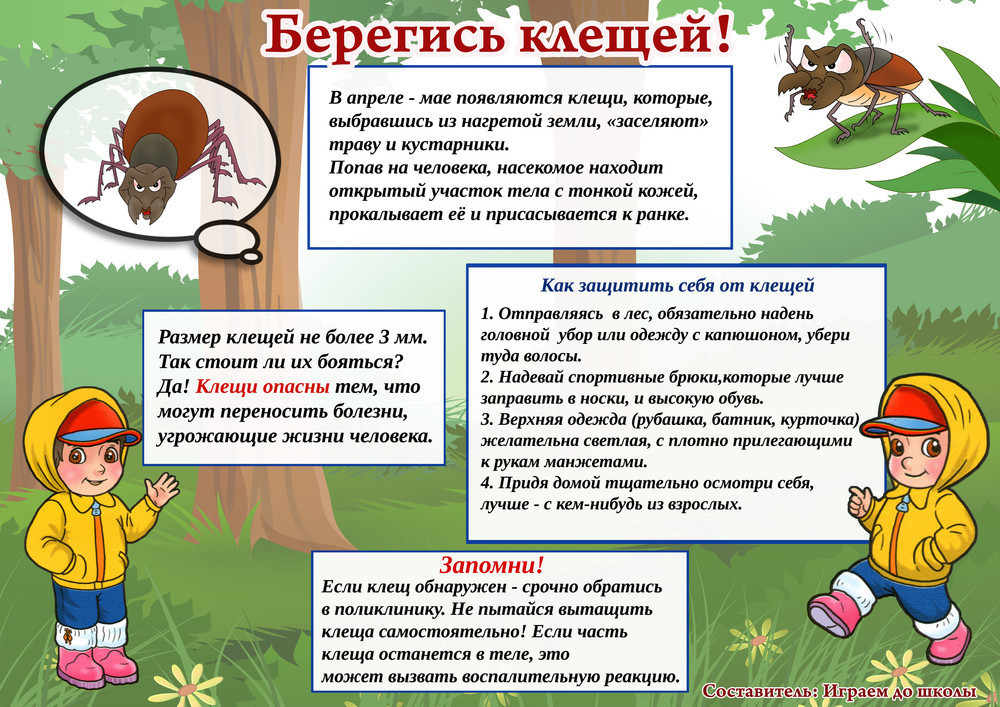 Берегись клещей!
В апреле - мае появляются клещи, которые,
выбравшись из нагретой земли, «заселяют»
траву и кустарники.
Попав на человека, насекомое находит
открытый участок тела с тонкой кожей,
прокалывает её и присасывается к ранке.
Размер клещей не более 3 мм.
Так стоит ли их бояться?
Да! Клещи опасны тем, что
могут переносить болезни,
угрожающие жизни человека.
Как защитить себя от клещей
1. Отправляясь в лес, обязательно надень
головной убор или одежду с капюшоном, убери
туда волосы.
2. Надевай спортивные брюки,которые лучше
заправить в носки, и высокую обувь.
3. Верхняя одежда (рубашка, батник, курточка)
желательна светлая, с плотно прилегающими
к рукам манжетами.
4. Придя домой тщательно осмотри себя,
лучше - с кем-нибудь из взрослых.
Запомни!
Если клещ обнаружен - срочно обратись
в поликлинику. Не пытайся вытащить
клеща самостоятельно! Если часть
клеща останется в теле, это
может вызвать воспалительную реакцию.
Составитель: Играем до школы